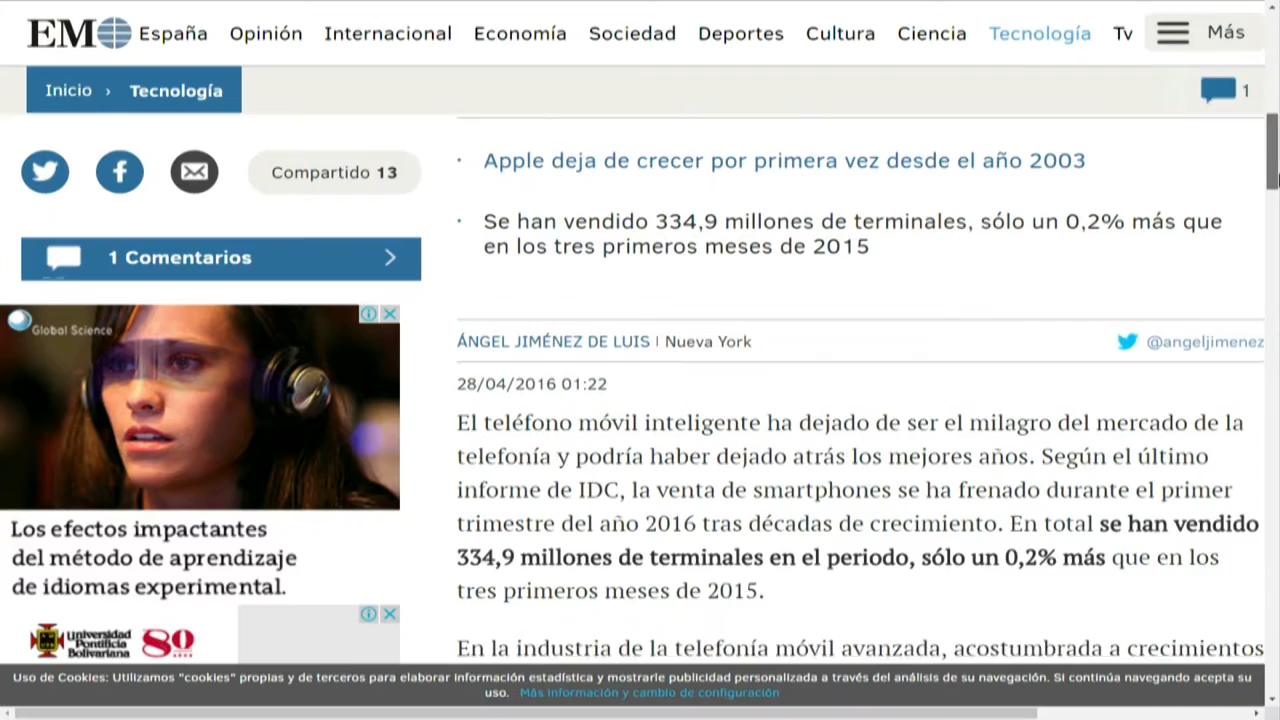 EM España Opinión Internacional Economía Sociedad Deportes Cultura Ciencia Tecnología Tv Más
Inicio › Tecnología
1
Compartido 13
1 Comentarios
Global Science
Los efectos impactantes
del método de aprendizaje
de idiomas experimental.
Universidad
Pontificia
Bolivariana
80
· Apple deja de crecer por primera vez desde el año 2003
· Se han vendido 334,9 millones de terminales, sólo un 0,2% más que
en los tres primeros meses de 2015
ÁNGEL JIMÉNEZ DE LUIS | Nueva York @angeljimenez
28/04/2016 01:22
El teléfono móvil inteligente ha dejado de ser el milagro del mercado de la
telefonía y podría haber dejado atrás los mejores años. Según el último
informe de IDC, la venta de smartphones se ha frenado durante el primer
trimestre del año 2016 tras décadas de crecimiento. En total se han vendido
334,9 millones de terminales en el periodo, sólo un 0,2% más que en los
tres primeros meses de 2015.
En la industria de la telefonía móvil avanzada, acostumbrada a crecimientos
Uso de Cookies: Utilizamos "cookies" propias y de terceros para elaborar información estadística y mostrarle publicidad personalizada a través del análisis de su navegación. Si continúa navegando acepta su
uso. Más información y cambio de configuración